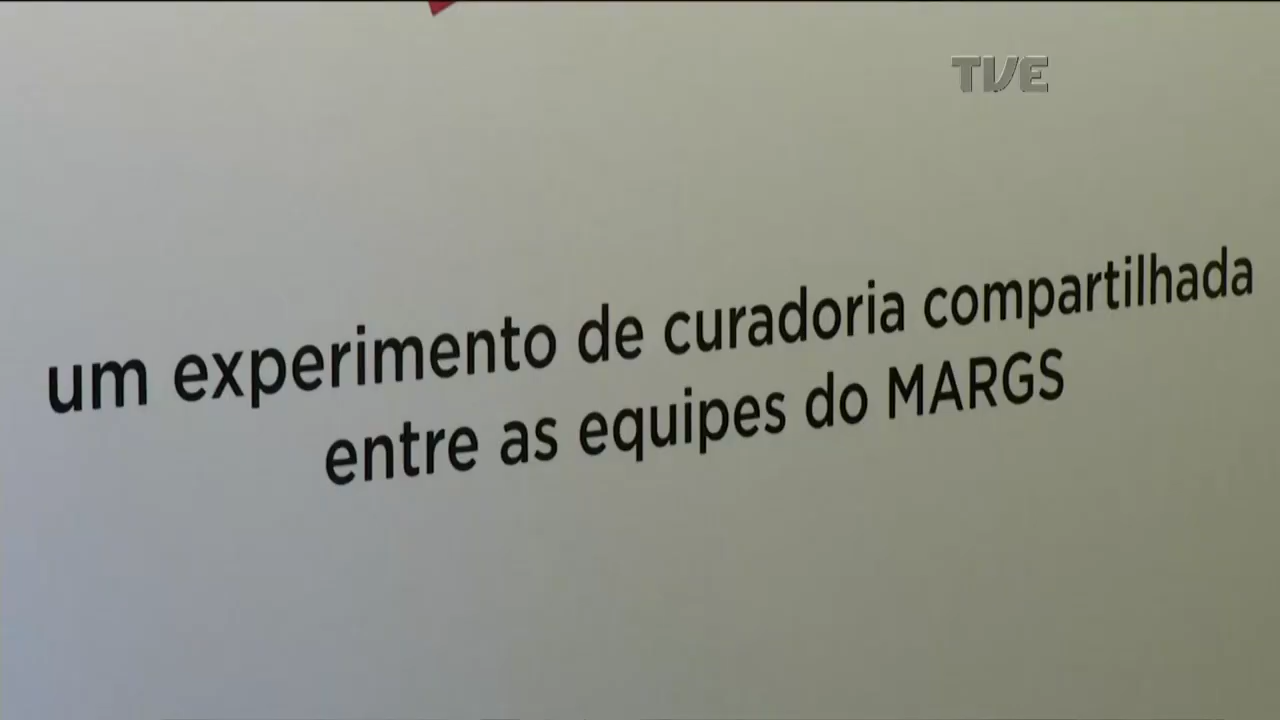 TVE
um experimento de curadoria compartilhada
entre as equipes do MARGS